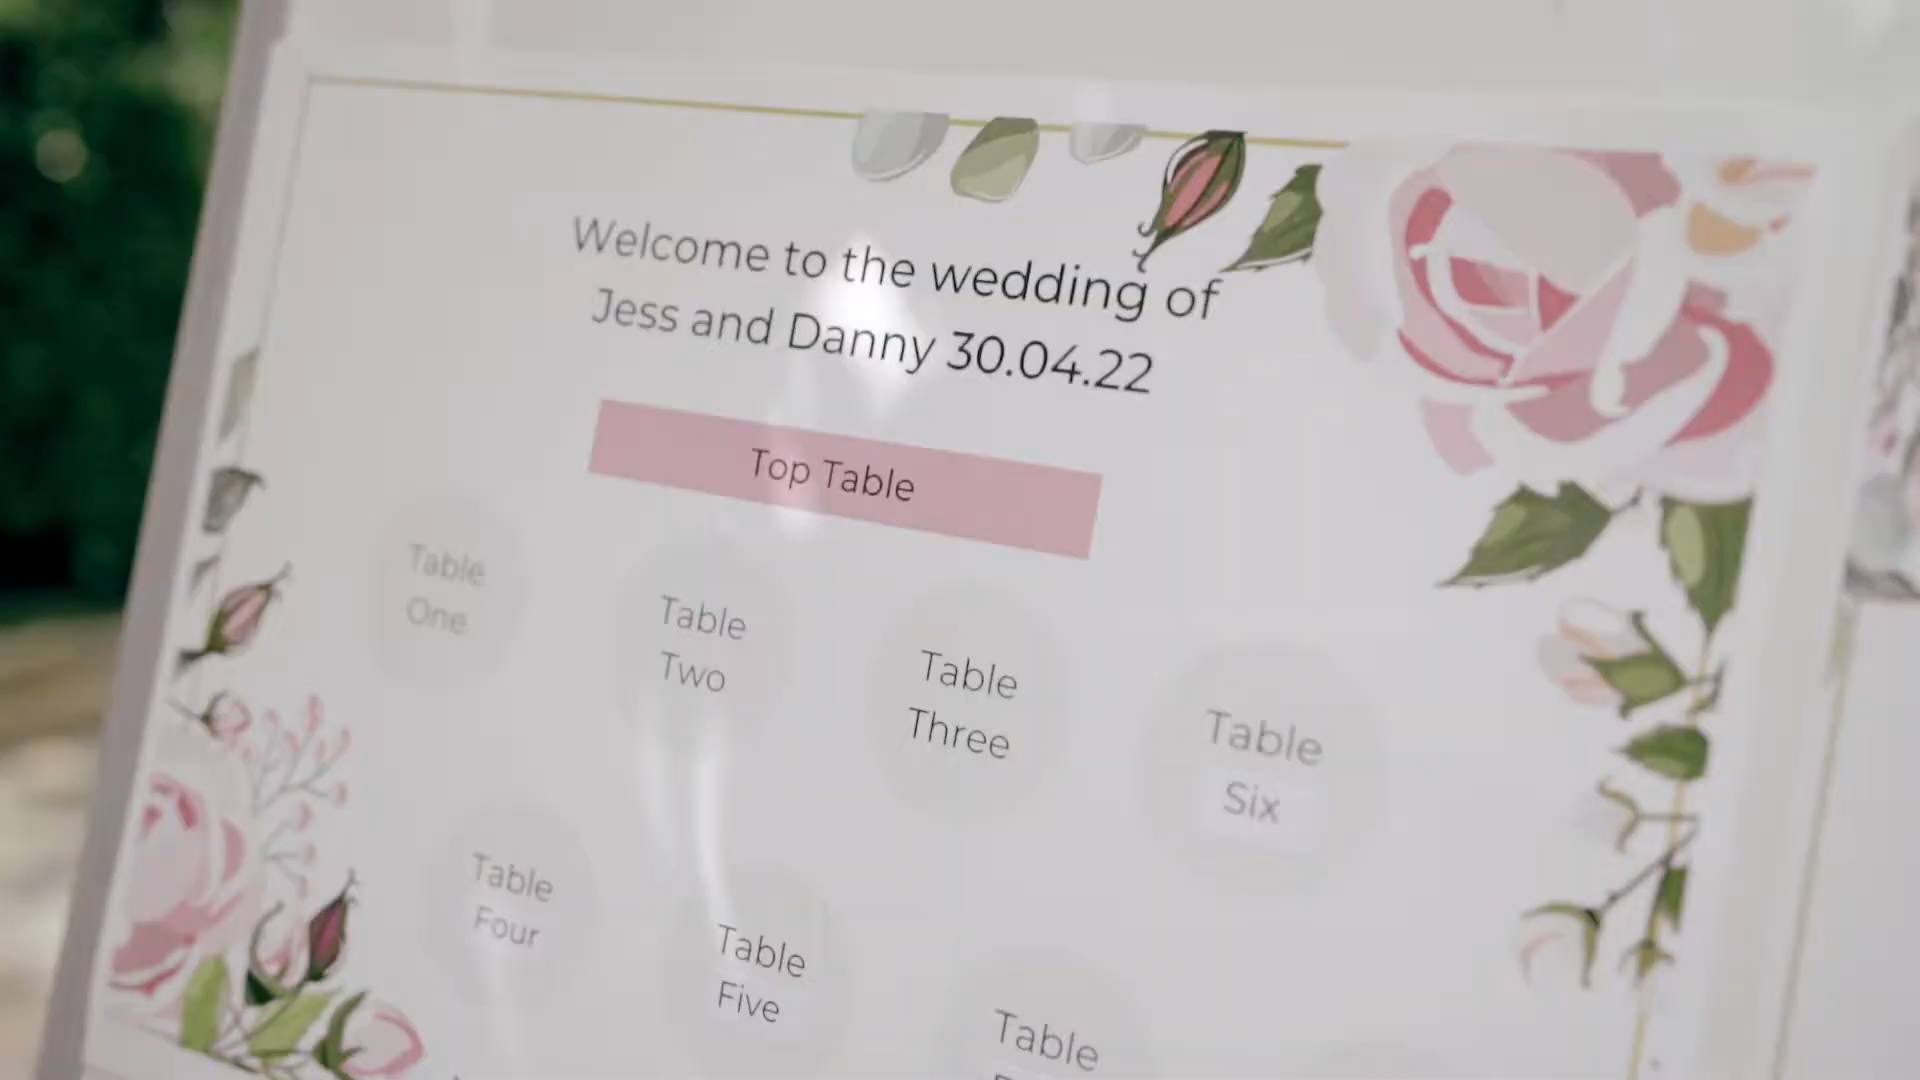 Welcome to the wedding of
Jess and Danny 30.04.22
Top Table
Table
One
Table
Two
Table
Three
Table
Six
Table
Four
Table
Five
Table